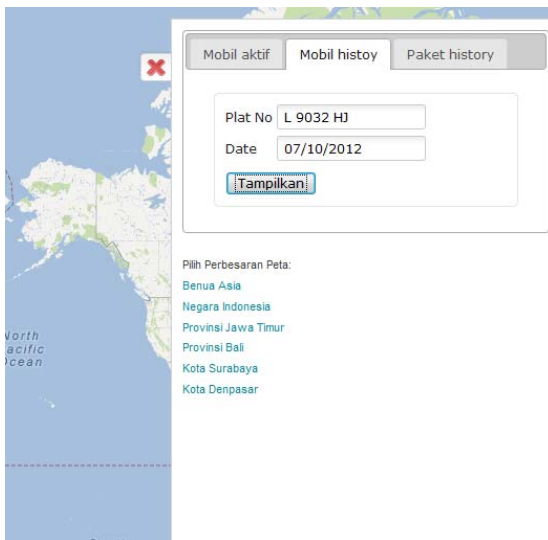 Mobil aktif Mobil histoy Paket history
Plat No L 9032 HJ
Date 07/10/2012
Tampilkan
Pilih Perbesaran Peta:
Benua Asia
Negara Indonesia
Provinsi Jawa Timur
Provinsi Bali
Kota Surabaya
Kota Denpasar
North
acific
Ocean